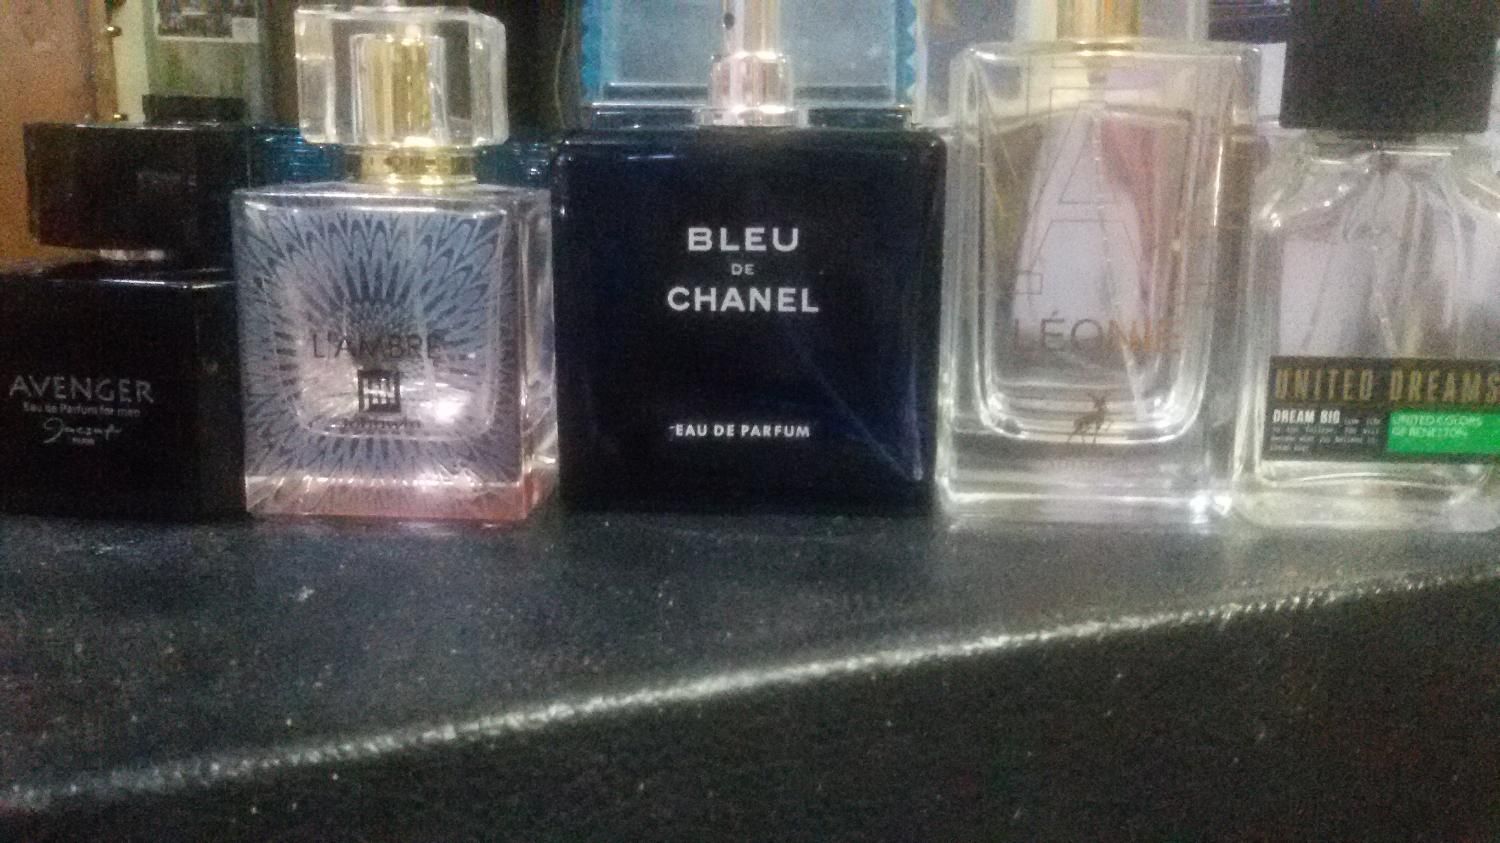 AVENGER
Eau de Parfum for men
L'AMBRE
BLEU
DE
CHANEL
EAU DE PARFUM
LÉONIE
UNITED DREAMS
DREAM BIG
UNITED COLORS
OF BENETTON